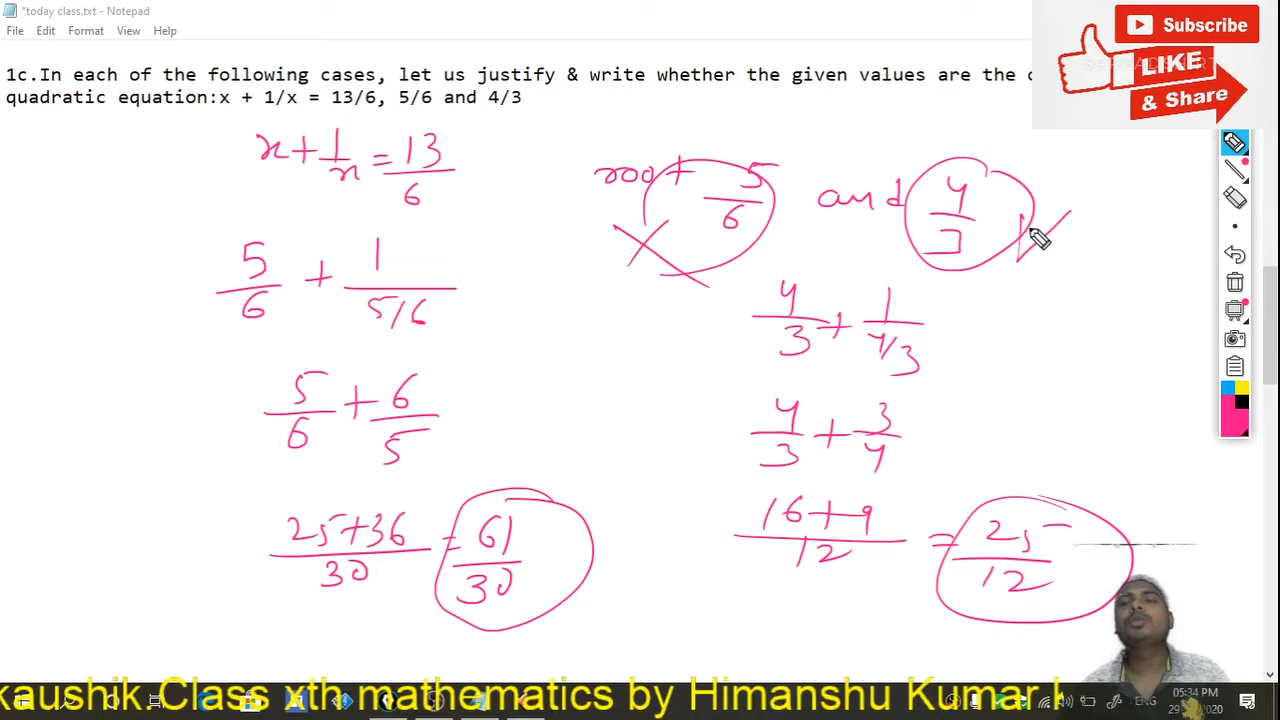 *today class.txt - Notepad
File Edit Format View Help
Subscribe
LIKE
& Share
1c.In each of the following cases, let us justify & write whether the given values are the
quadratic equation:x + 1/x = 13/6, 5/6 and 4/3
x + 1/x = 13/6
root 5/6 and 4/3
5/6 + 1/(5/6)
4/3 + 1/(4/3)
5/6 + 6/5
4/3 + 3/4
25+36/30 = 61/30
16+9/12 = 25/12
kaushik.Class xth mathematics by Himanshu Kumar
ENG
05:34 PM